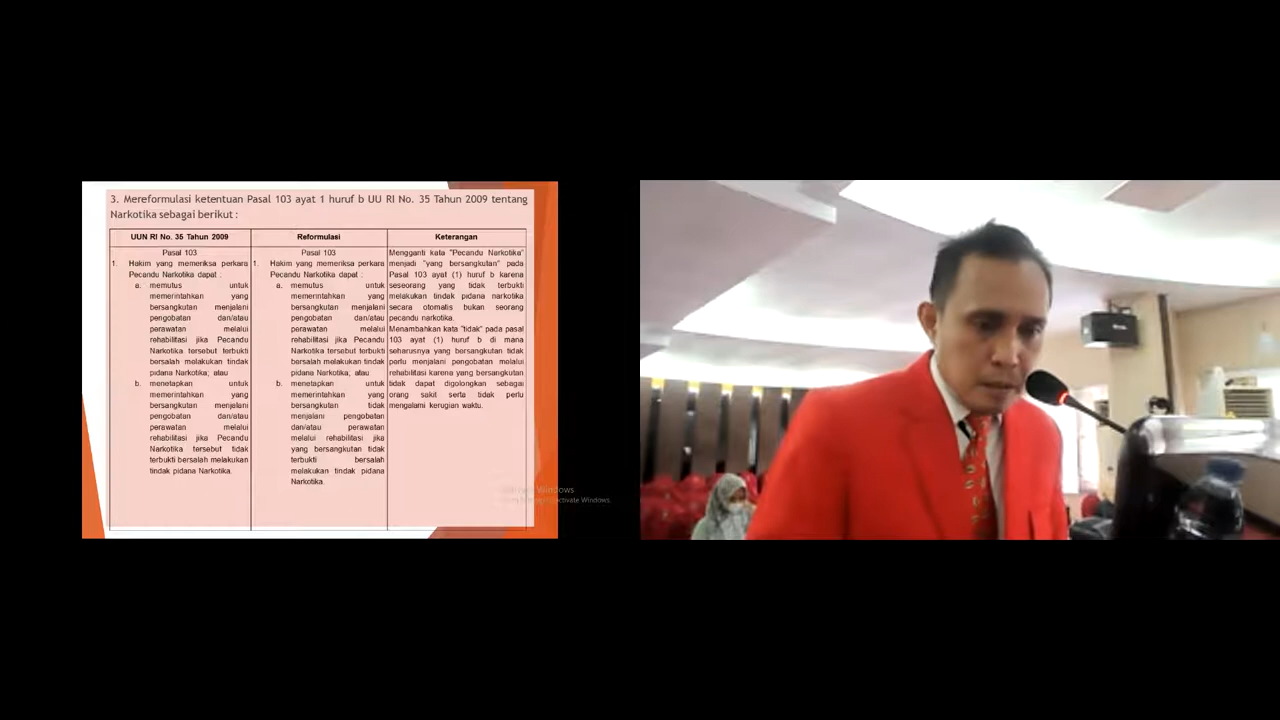 3. Mereformulasi ketentuan Pasal 103 ayat 1 huruf b UU RI No. 35 Tahun 2009 tentang
Narkotika sebagai berikut :
UUN RI No. 35 Tahun 2009
Pasal 103
1. Hakim yang memeriksa perkara
Pecandu Narkotika dapat :
a. memutus untuk
memerintahkan yang
bersangkutan menjalani
pengobatan dan/atau
perawatan melalui
rehabilitasi jika Pecandu
Narkotika tersebut terbukti
bersalah melakukan tindak
pidana Narkotika; atau
b. menetapkan untuk
memerintahkan yang
bersangkutan menjalani
pengobatan dan/atau
perawatan melalui
rehabilitasi jika Pecandu
Narkotika tersebut tidak
terbukti bersalah melakukan
tindak pidana Narkotika.
Reformulasi
Pasal 103
1. Hakim yang memeriksa perkara
Pecandu Narkotika dapat :
a. memutus untuk
memerintahkan yang
bersangkutan menjalani
pengobatan dan/atau
perawatan melalui
rehabilitasi jika Pecandu
Narkotika tersebut terbukti
bersalah melakukan tindak
pidana Narkotika; atau
b. menetapkan untuk
memerintahkan yang
bersangkutan tidak
menjalani pengobatan
dan/atau perawatan
melalui rehabilitasi jika
yang bersangkutan tidak
terbukti bersalah
melakukan tindak pidana
Narkotika.
Keterangan
Mengganti kata "Pecandu Narkotika"
menjadi "yang bersangkutan" pada
Pasal 103 ayat (1) huruf b karena
seseorang yang tidak terbukti
melakukan tindak pidana narkotika
secara otomatis bukan seorang
pecandu narkotika.
Menambahkan kata "tidak" pada pasal
103 ayat (1) huruf b di mana
seharusnya yang bersangkutan tidak
perlu menjalani pengobatan melalui
rehabilitasi karena yang bersangkutan
tidak dapat digolongkan sebagai
orang sakit serta tidak perlu
mengalami kerugian waktu.
Windows
activate Windows.